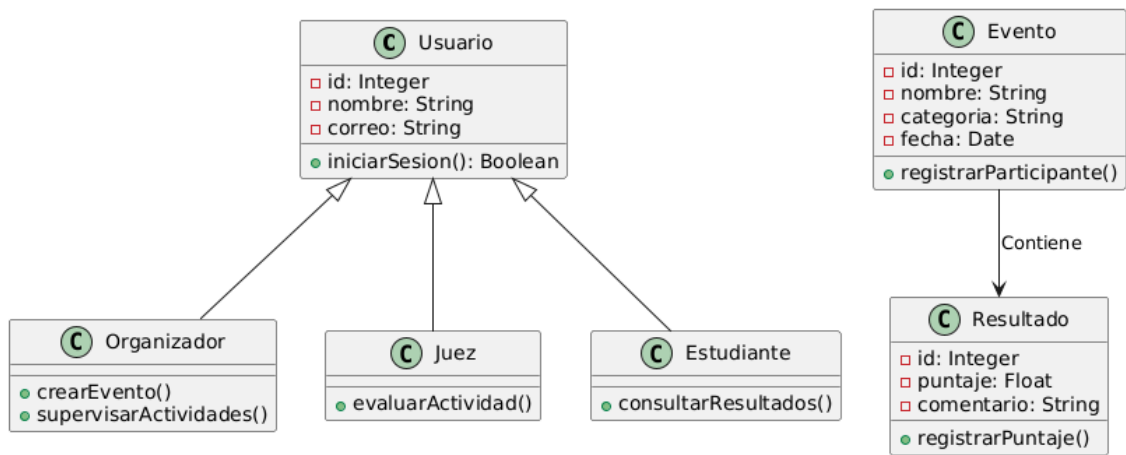 C Usuario
id: Integer
nombre: String
correo: String
iniciarSesion(): Boolean
C Evento
id: Integer
nombre: String
categoria: String
fecha: Date
registrarParticipante()
Contiene
C Organizador
crearEvento()
supervisarActividades()
C Juez
evaluarActividad()
C Estudiante
consultarResultados()
C Resultado
id: Integer
puntaje: Float
comentario: String
registrarPuntaje()